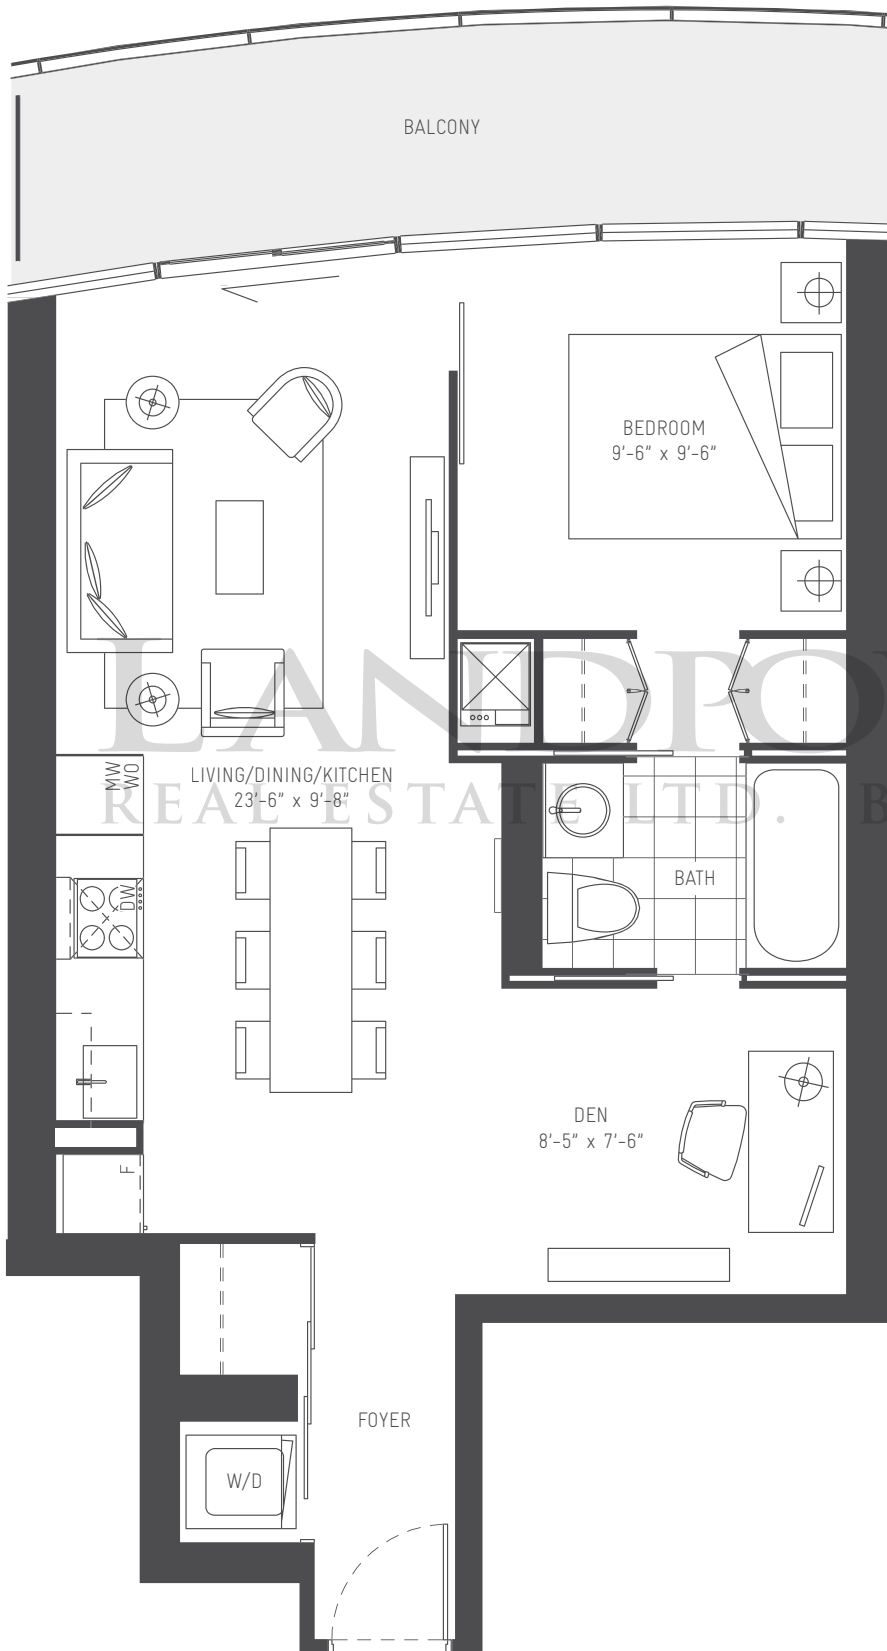 BALCONY
BEDROOM
9'-6" x 9'-6"
LANDPO
MW
WO
LIVING/DINING/KITCHEN
23'-6" x 9'-8"
REAL ESTATE LTD. B
DW
BATH
DEN
8'-5" x 7'-6"
F
FOYER
W/D